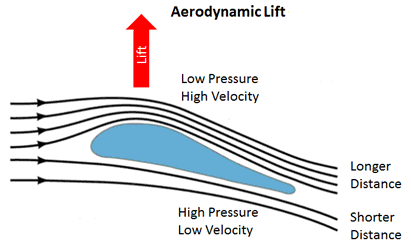 Aerodynamic Lift
Lift
Low Pressure
High Velocity
Longer
Distance
High Pressure
Low Velocity
Shorter
Distance